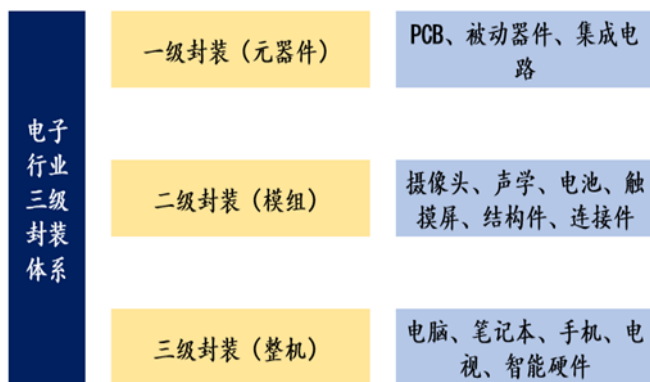 电子
行业
三级
封装
体系
一级封装（元器件）
PCB、被动器件、集成电
路
二级封装（模组）
摄像头、声学、电池、触
摸屏、结构件、连接件
三级封装（整机）
电脑、笔记本、手机、电
视、智能硬件